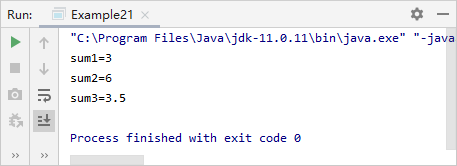 Run: Example21
"C:\Program Files\Java\jdk-11.0.11\bin\java.exe" "-java
sum1=3
sum2=6
sum3=3.5
Process finished with exit code 0